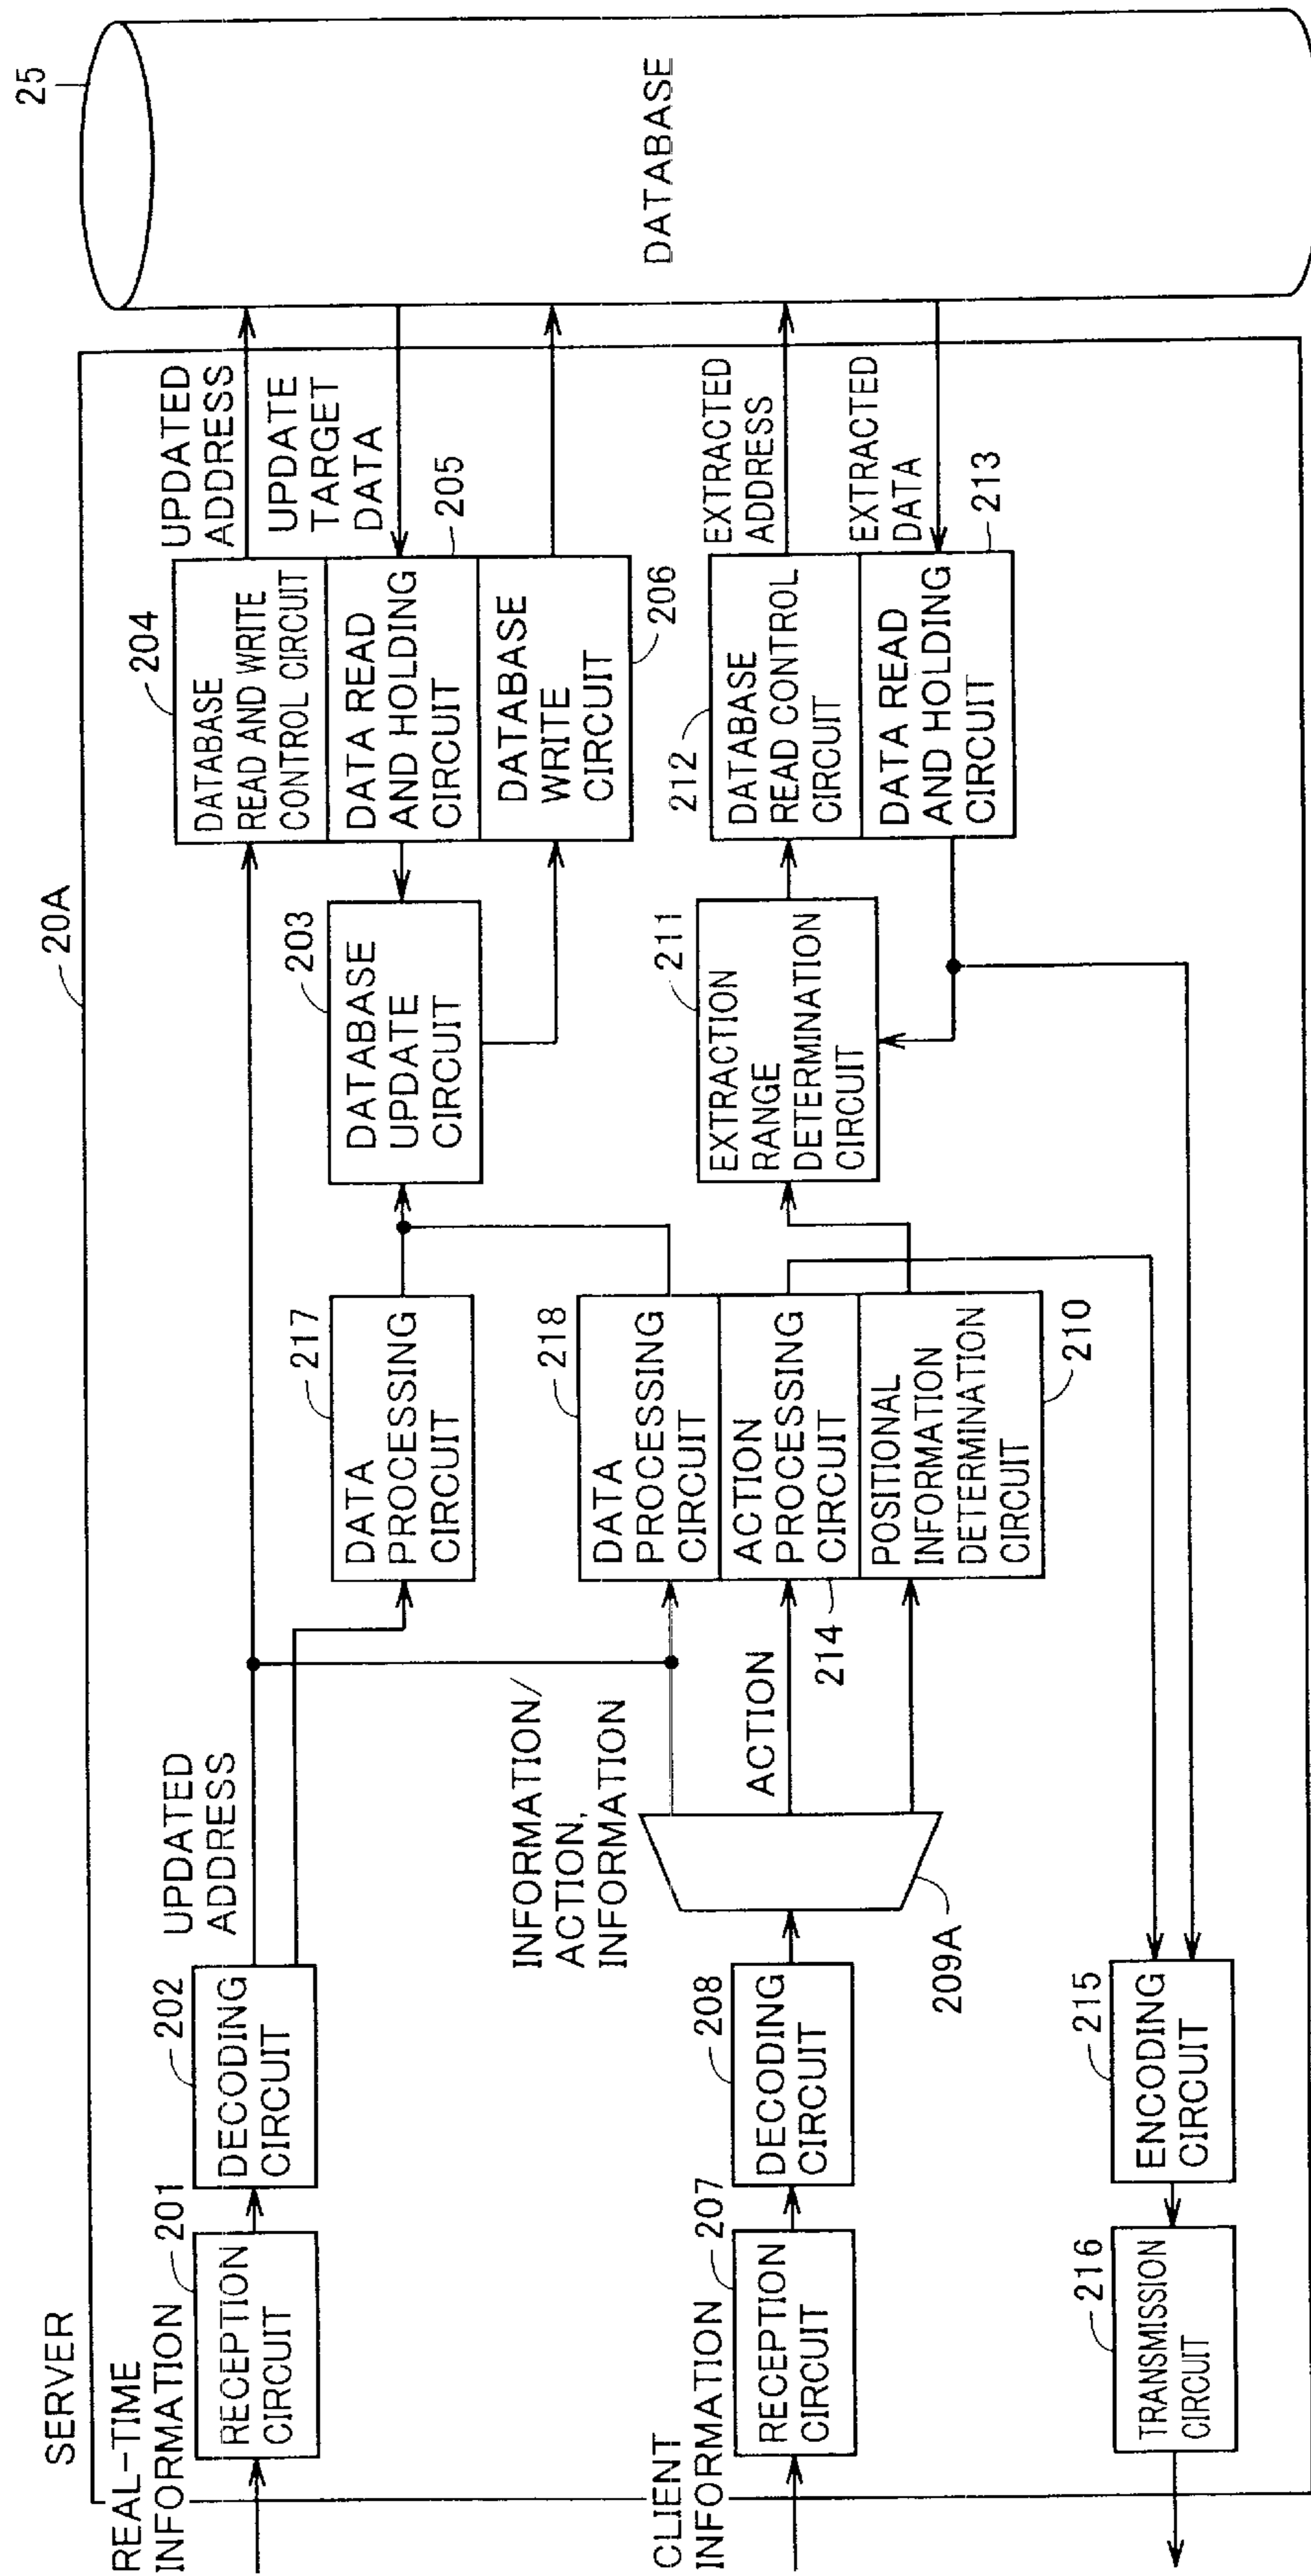 SERVER
20A
25
REAL-TIME
INFORMATION
201
RECEPTION
CIRCUIT
202
DECODING
CIRCUIT
UPDATED
ADDRESS
217
DATA
PROCESSING
CIRCUIT
203
DATABASE
UPDATE
CIRCUIT
204
DATABASE
READ AND WRITE
CONTROL CIRCUIT
DATA READ
AND HOLDING
CIRCUIT
205
DATABASE
WRITE
CIRCUIT
206
UPDATED
ADDRESS
UPDATE
TARGET
DATA
DATABASE
CLIENT
INFORMATION
207
RECEPTION
CIRCUIT
208
DECODING
CIRCUIT
209A
INFORMATION/
ACTION,
INFORMATION
ACTION
218
DATA
PROCESSING
CIRCUIT
ACTION
PROCESSING
CIRCUIT
214
POSITIONAL
INFORMATION
DETERMINATION
CIRCUIT
210
211
EXTRACTION
RANGE
DETERMINATION
CIRCUIT
212
DATABASE
READ CONTROL
CIRCUIT
DATA READ
AND HOLDING
CIRCUIT
213
EXTRACTED
ADDRESS
EXTRACTED
DATA
216
TRANSMISSION
CIRCUIT
215
ENCODING
CIRCUIT